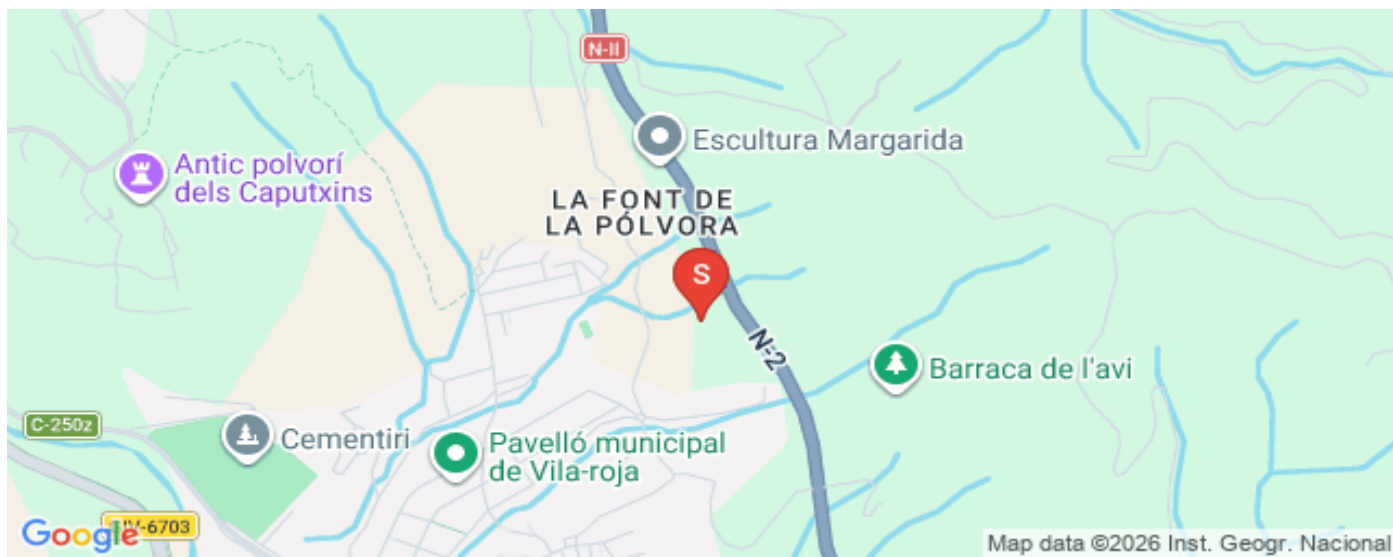 N-II
Escultura Margarida
Antic polvorí
dels Caputxins
LA FONT DE
LA PÓLVORA
S
N-2
Barraca de l'avi
C-250z
Cementiri
Pavelló municipal
de Vila-roja
Google
-6703
Map data ©2026 Inst. Geogr. Nacional